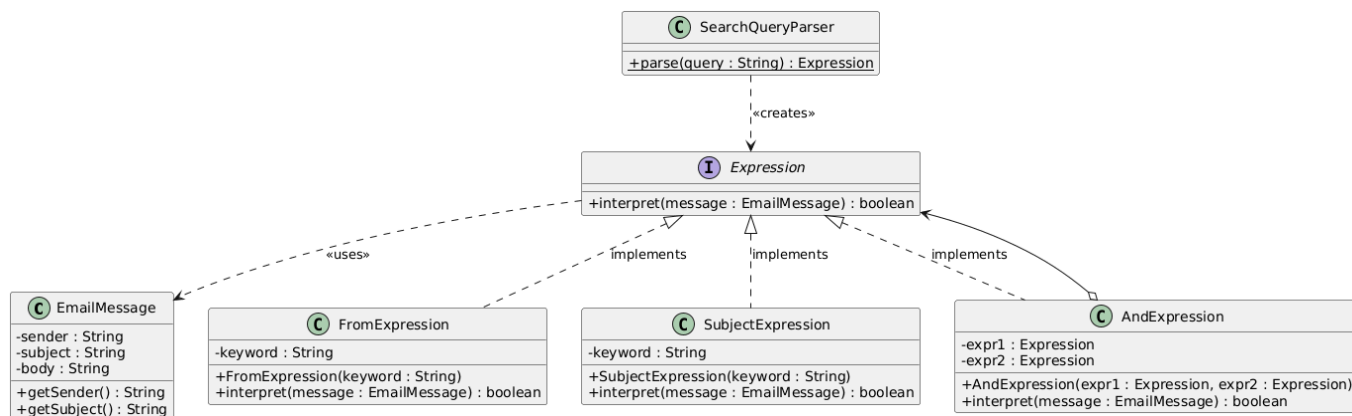 C SearchQueryParser
+parse(query : String) : Expression
«creates»
I Expression
+interpret(message : EmailMessage) : boolean
«uses»
implements
implements
implements
C EmailMessage
-sender : String
-subject : String
-body : String
+getSender() : String
+getSubject() : String
C FromExpression
-keyword : String
+FromExpression(keyword : String)
+interpret(message : EmailMessage) : boolean
C SubjectExpression
-keyword : String
+SubjectExpression(keyword : String)
+interpret(message : EmailMessage) : boolean
C AndExpression
-expr1 : Expression
-expr2 : Expression
+AndExpression(expr1 : Expression, expr2 : Expression)
+interpret(message : EmailMessage) : boolean